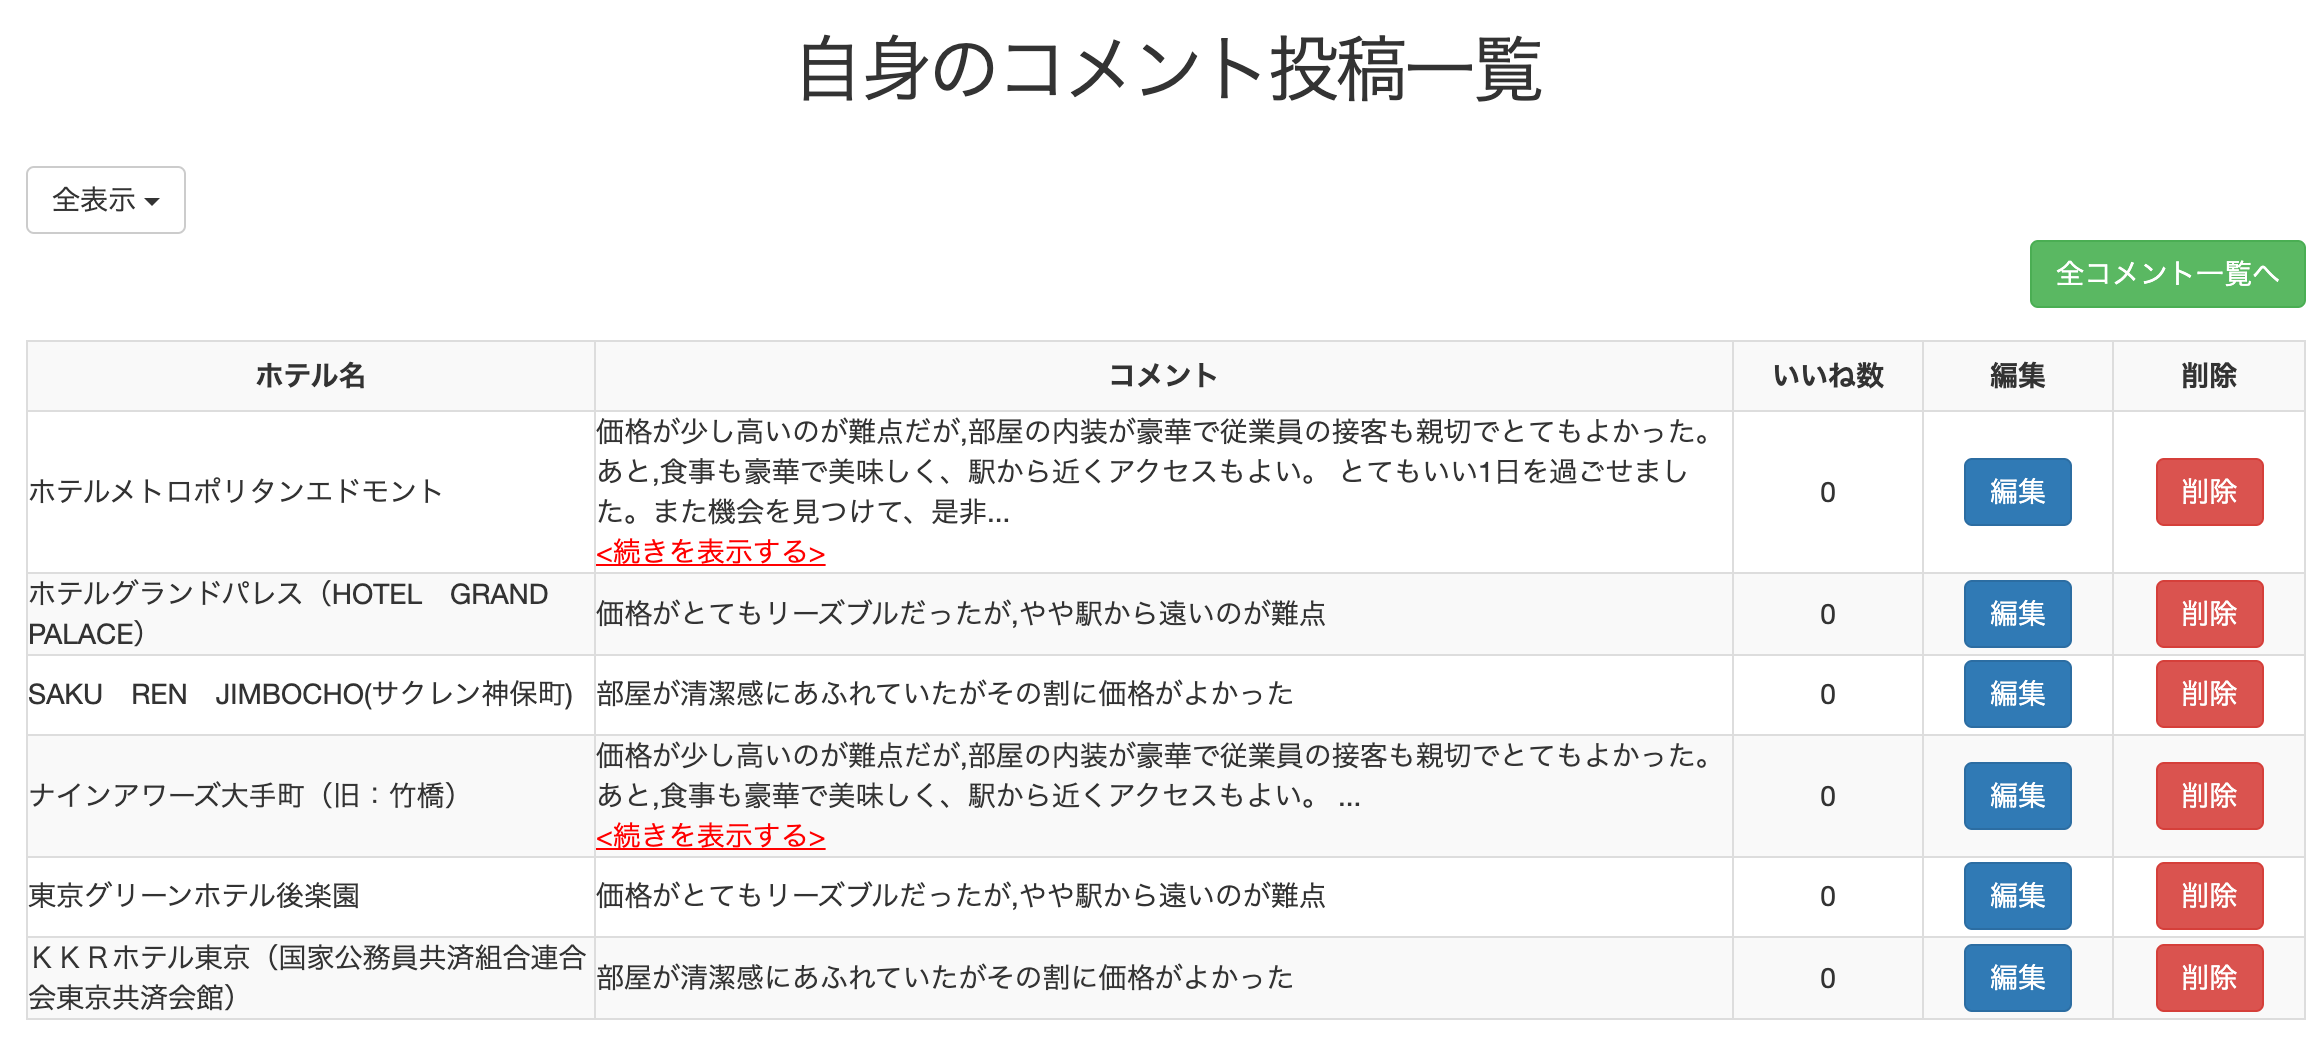 自身のコメント投稿一覧
全表示
全コメント一覧へ
ホテル名 コメント いいね数 編集 削除
ホテルメトロポリタンエドモント
価格が少し高いのが難点だが,部屋の内装が豪華で従業員の接客も親切でとてもよかった。
あと,食事も豪華で美味しく、駅から近くアクセスもよい。 とてもいい1日を過ごせまし
た。また機会を見つけて、是非...
<続きを表示する>
0 編集 削除
ホテルグランドパレス（HOTEL　GRAND
PALACE）
価格がとてもリーズブルだったが,やや駅から遠いのが難点
0 編集 削除
SAKU　REN　JIMBOCHO(サクレン神保町)
部屋が清潔感にあふれていたがその割に価格がよかった
0 編集 削除
ナインアワーズ大手町（旧：竹橋）
価格が少し高いのが難点だが,部屋の内装が豪華で従業員の接客も親切でとてもよかった。
あと,食事も豪華で美味しく、駅から近くアクセスもよい。 ...
<続きを表示する>
0 編集 削除
東京グリーンホテル後楽園
価格がとてもリーズブルだったが,やや駅から遠いのが難点
0 編集 削除
ＫＫＲホテル東京（国家公務員共済組合連合
会東京共済会館）
部屋が清潔感にあふれていたがその割に価格がよかった
0 編集 削除